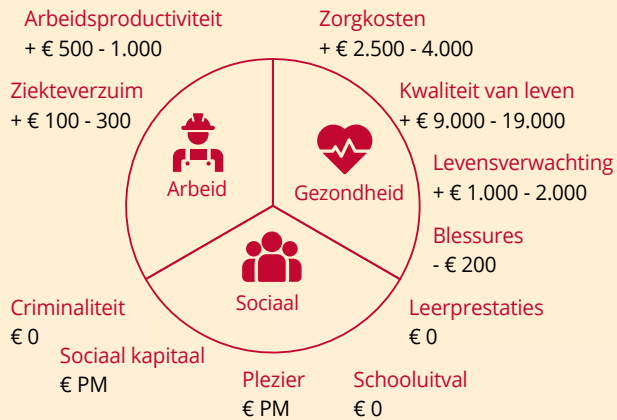 Arbeidsproductiviteit
+ € 500 - 1.000
Zorgkosten
+ € 2.500 - 4.000
Ziekteverzuim
+ € 100 - 300
Kwaliteit van leven
+ € 9.000 - 19.000
Arbeid
Gezondheid
Levensverwachting
+ € 1.000 - 2.000
Blessures
- € 200
Sociaal
Criminaliteit
€ 0
Leerprestaties
€ 0
Sociaal kapitaal
€ PM
Plezier
€ PM
Schooluitval
€ 0